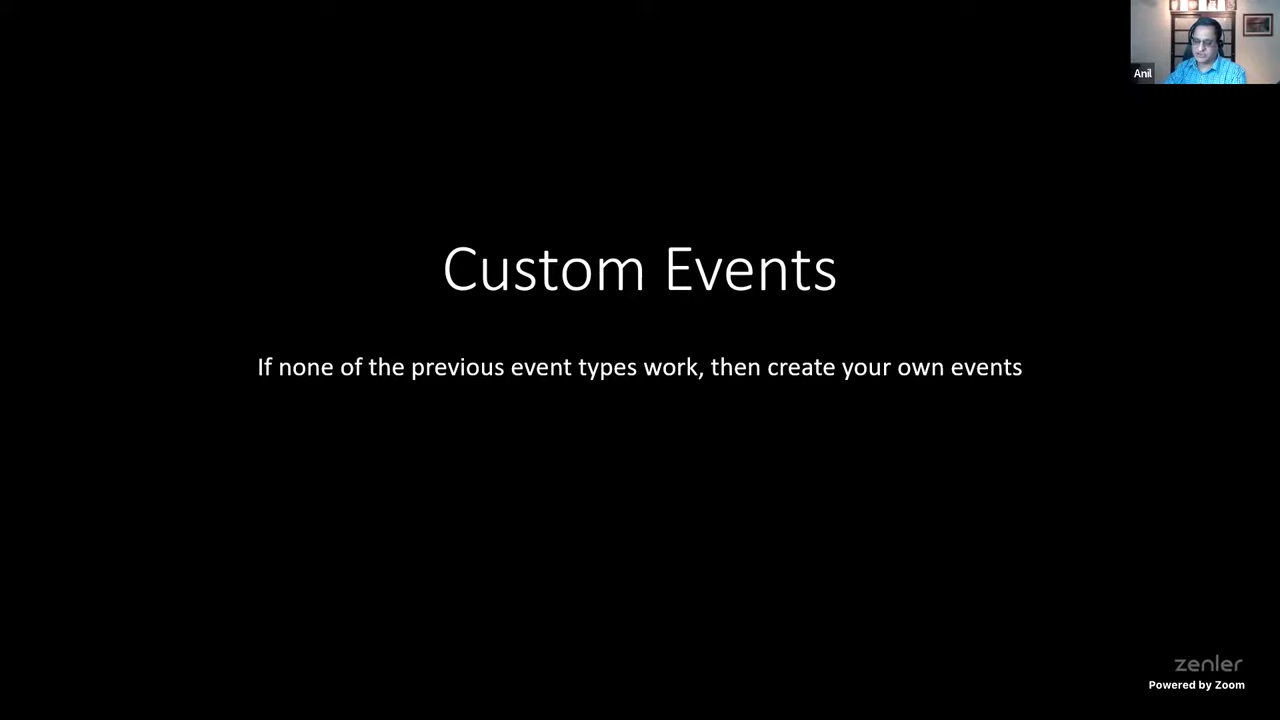 Anil
Custom Events
If none of the previous event types work, then create your own events
zenler
Powered by Zoom